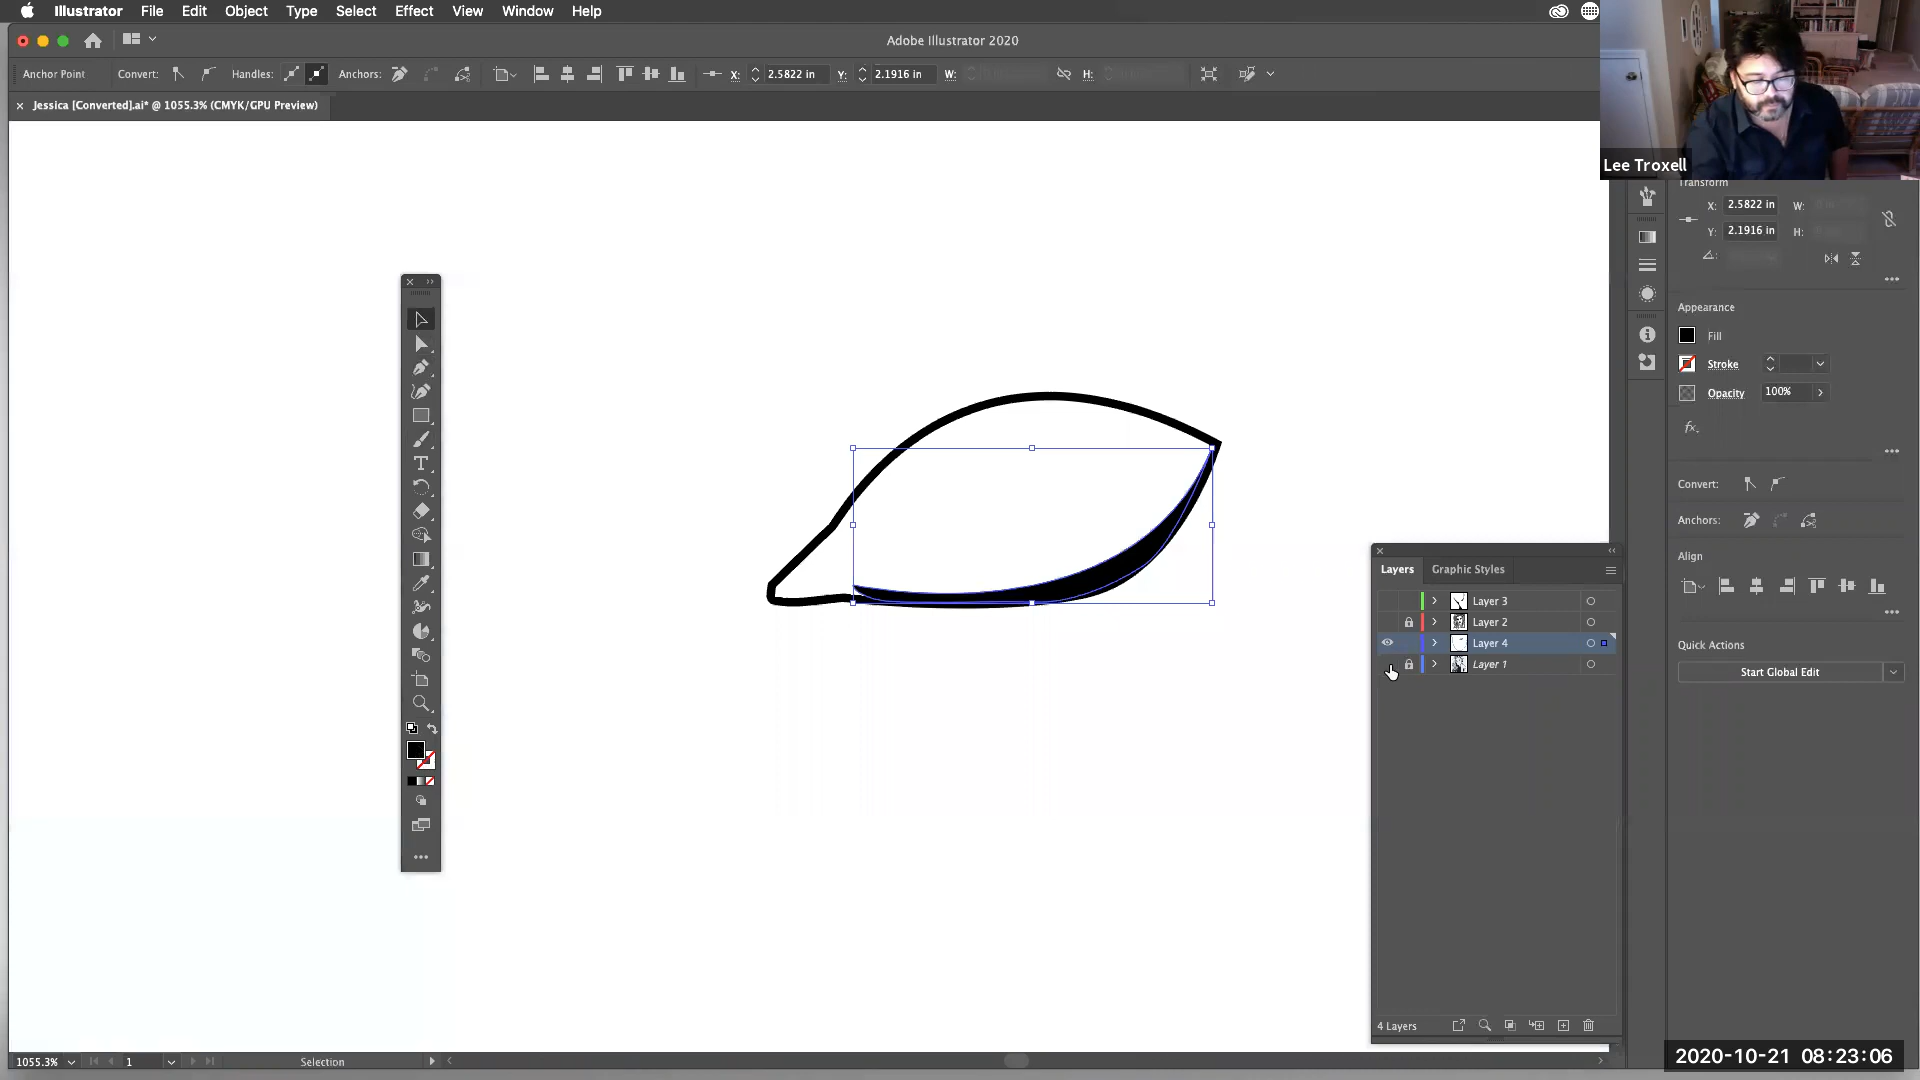 Illustrator File Edit Object Type Select Effect View Window Help
Adobe Illustrator 2020
Anchor Point Convert: Handles: Anchors: X: 2.5822 in Y: 2.1916 in W: H:
× Jessica [Converted].ai* @ 1055.3% (CMYK/GPU Preview)
Lee Troxell
Transform
X: 2.5822 in W:
Y: 2.1916 in H:
Appearance
Fill
Stroke
Opacity 100%
fx
Convert:
Anchors:
Align
Quick Actions
Start Global Edit
Layers Graphic Styles
Layer 3
Layer 2
Layer 4
Layer 1
4 Layers
1055.3% 1 Selection
2020-10-21 08:23:06